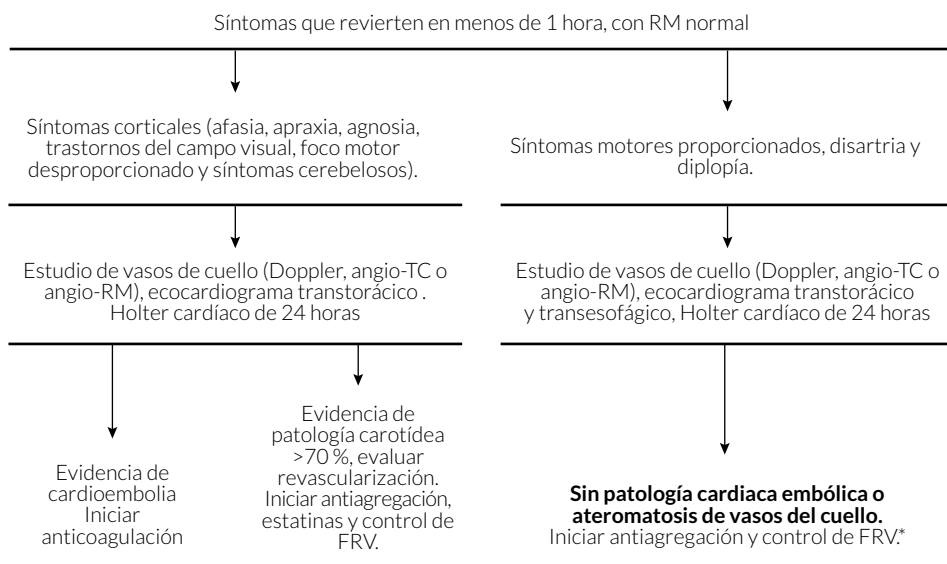 Síntomas que revierten en menos de 1 hora, con RM normal
Síntomas corticales (afasia, apraxia, agnosia,
trastornos del campo visual, foco motor
desproporcionado y síntomas cerebelosos).
Síntomas motores proporcionados, disartria y
diplopía.
Estudio de vasos de cuello (Doppler, angio-TC o
angio-RM), ecocardiograma transtorácico .
Holter cardíaco de 24 horas
Estudio de vasos de cuello (Doppler, angio-TC o
angio-RM), ecocardiograma transtorácico
y transesofágico, Holter cardíaco de 24 horas
Evidencia de
cardioembolia
Iniciar
anticoagulación
Evidencia de
patología carotídea
>70 %, evaluar
revascularización.
Iniciar antiagregación,
estatinas y control de
FRV.
Sin patología cardiaca embólica o
ateromatosis de vasos del cuello.
Iniciar antiagregación y control de FRV.*